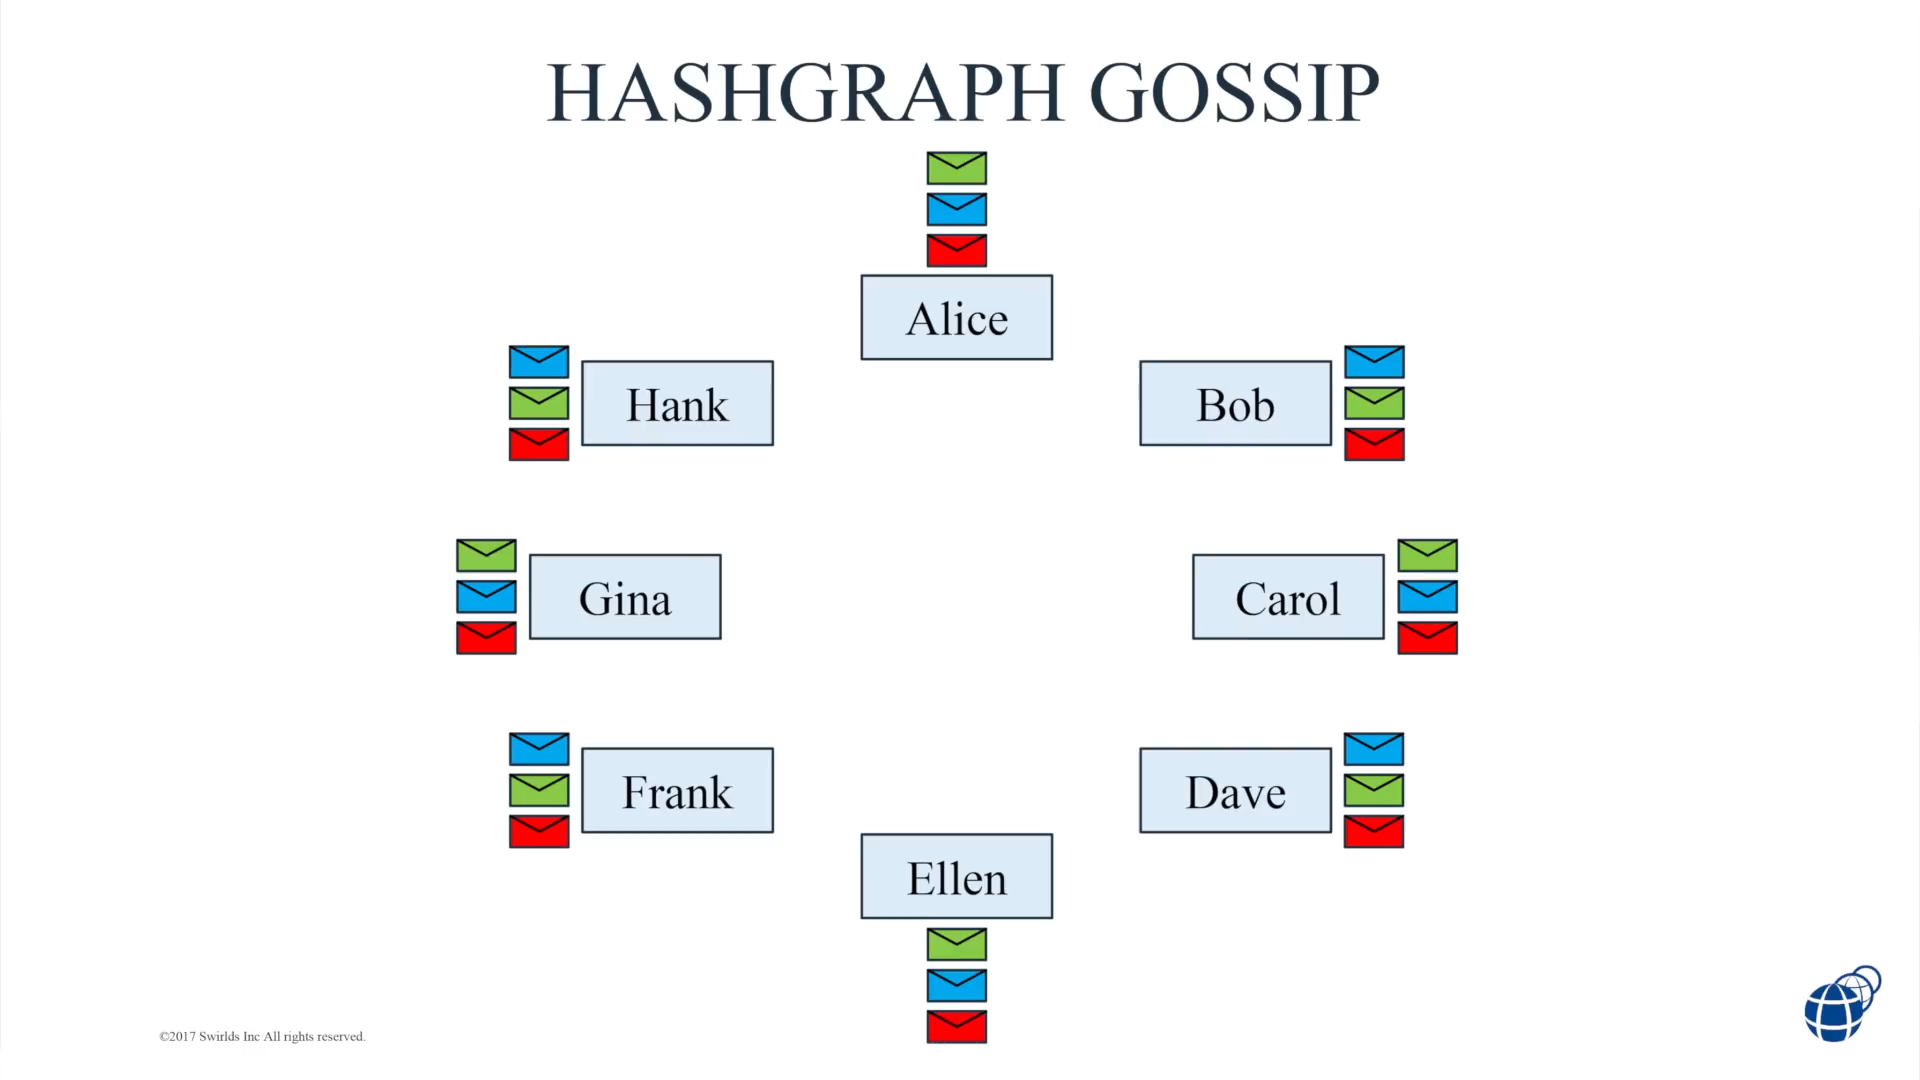 HASHGRAPH GOSSIP
Alice
Hank
Bob
Gina
Carol
Frank
Dave
Ellen
©2017 Swirlds Inc All rights reserved.